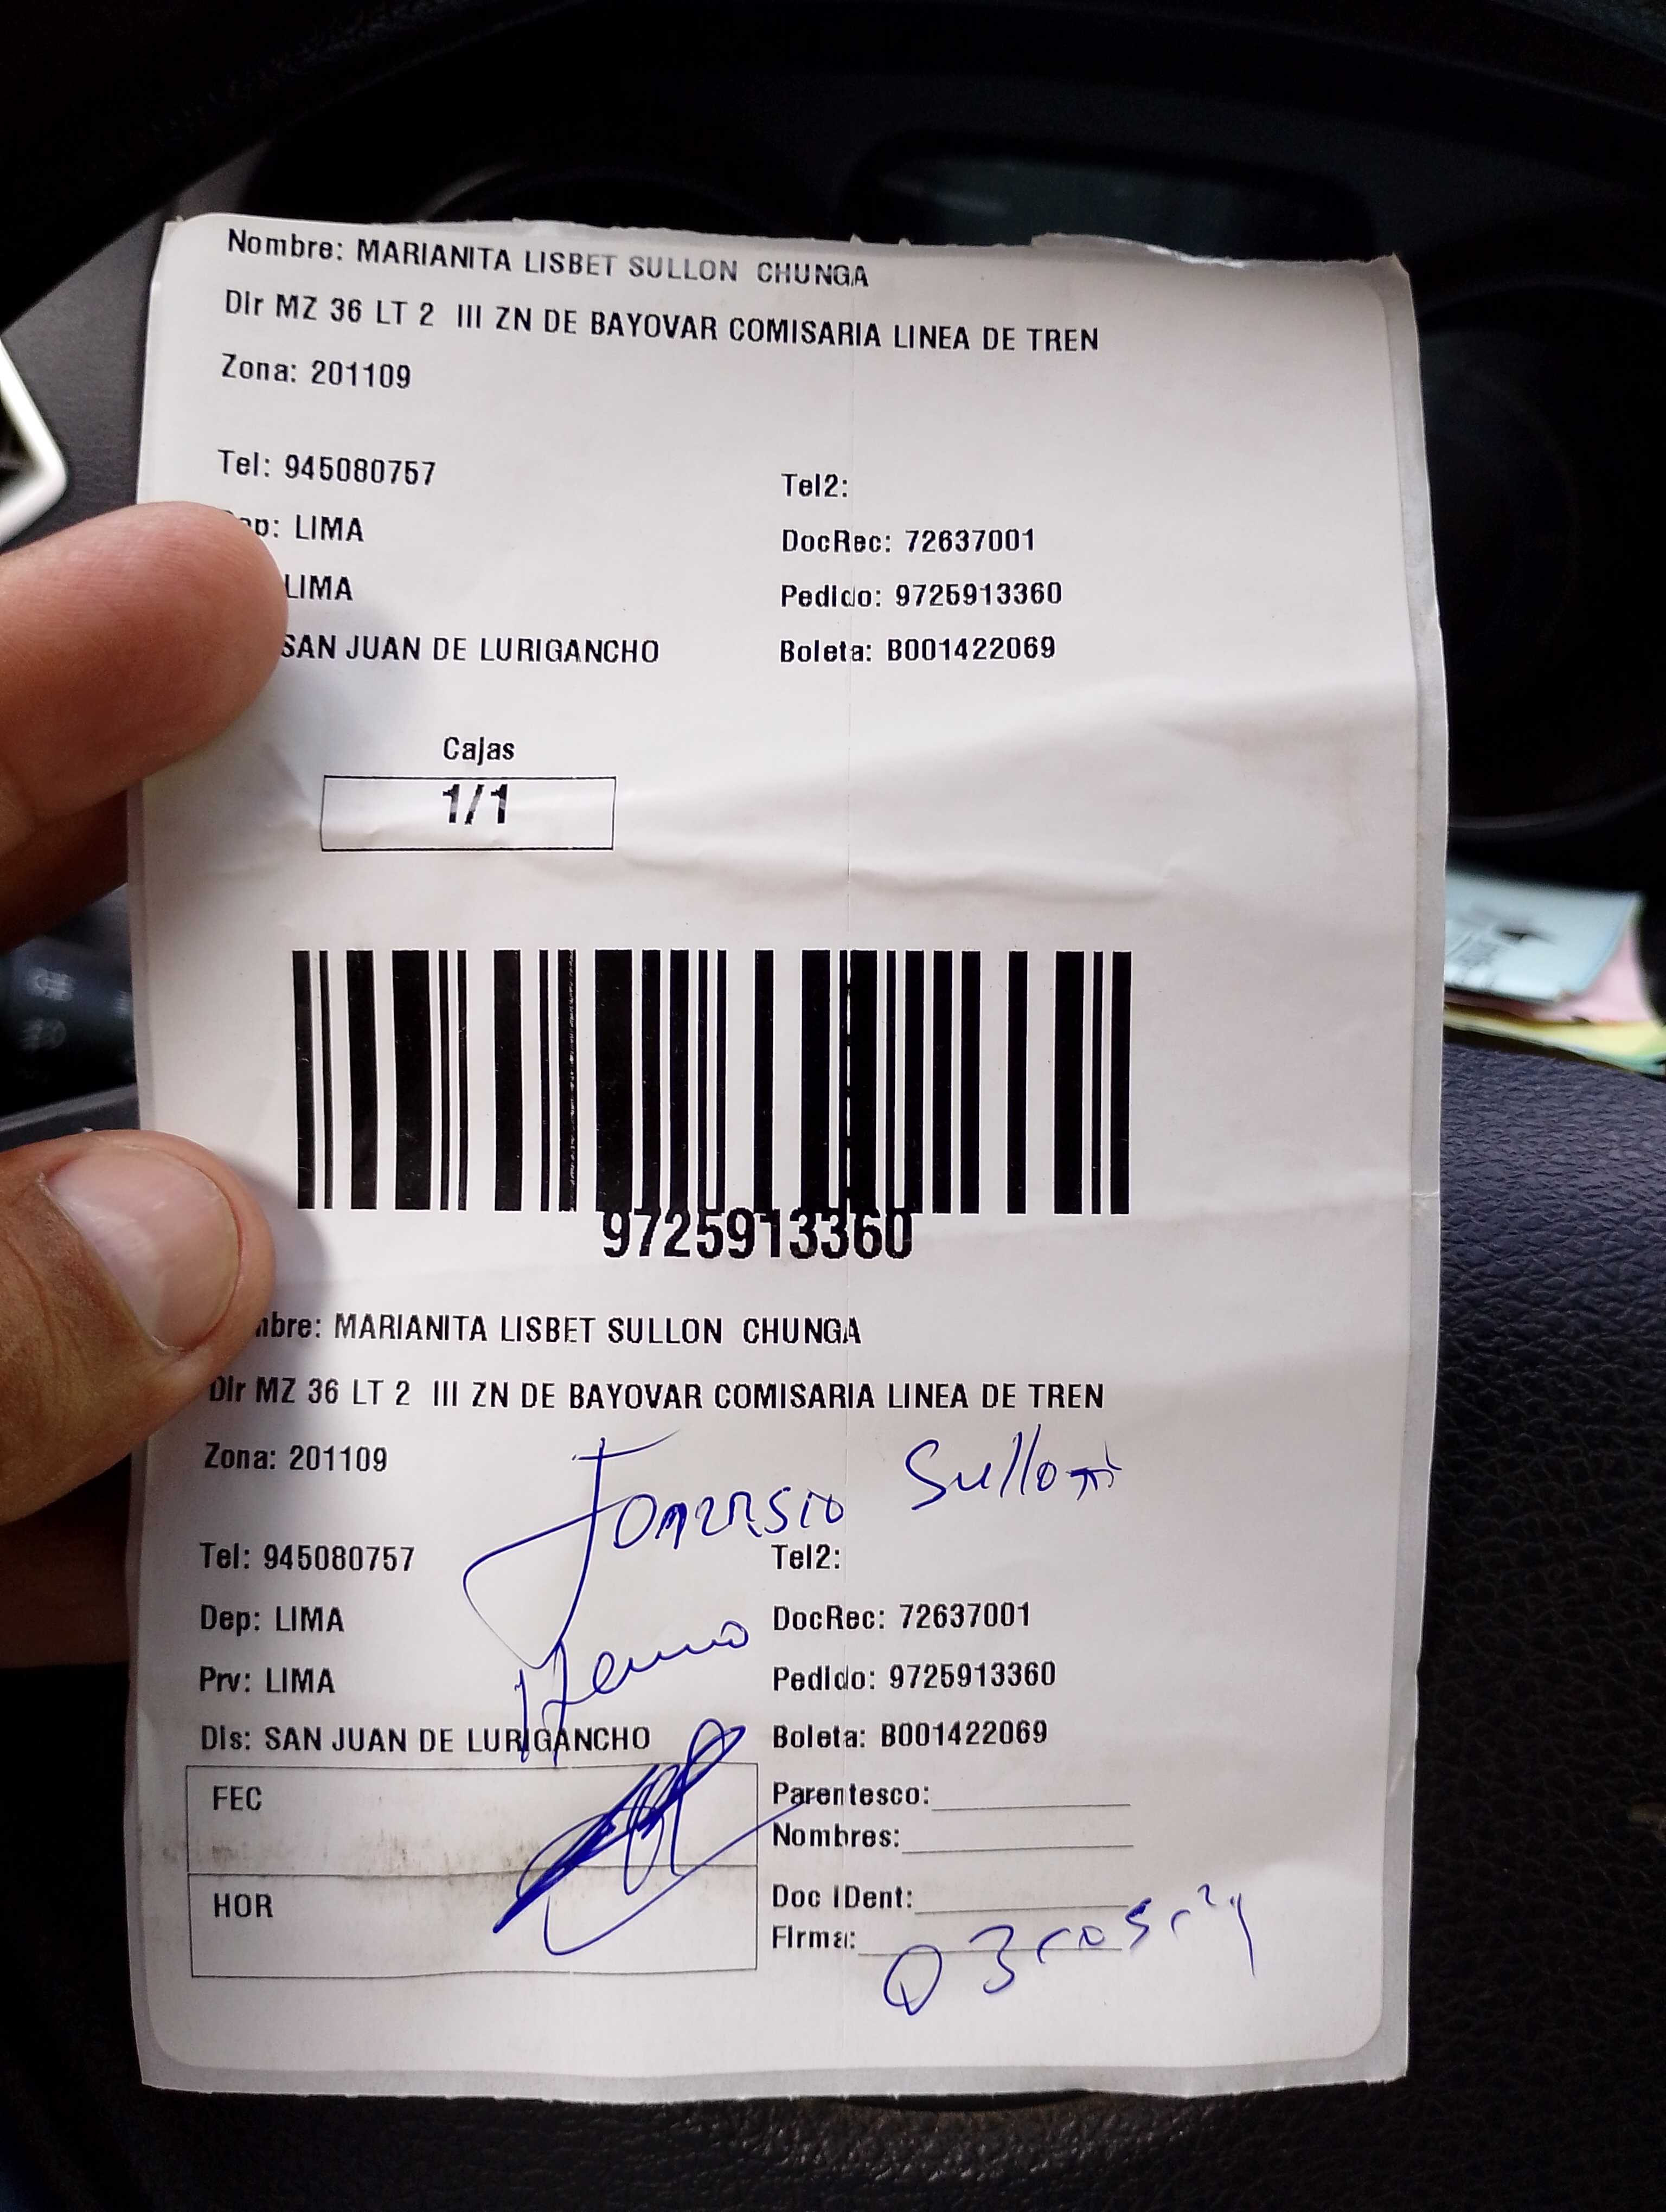 Nombre: MARIANITA LISBET SULLON CHUNGA
Dir MZ 36 LT 2 III ZN DE BAYOVAR COMISARIA LINEA DE TREN
Zona: 201109
Tel: 945080757 Tel2:
ep: LIMA DocRec: 72637001
LIMA Pedido: 9725913360
SAN JUAN DE LURIGANCHO Boleta: B001422069
Cajas
1/1
9725913360
mbre: MARIANITA LISBET SULLON CHUNGA
Dir MZ 36 LT 2 III ZN DE BAYOVAR COMISARIA LINEA DE TREN
Zona: 201109
Sullon
Tel: 945080757 Tel2:
Dep: LIMA DocRec: 72637001
Prv: LIMA Pedido: 9725913360
Dis: SAN JUAN DE LURIGANCHO Boleta: B001422069
FEC Parentesco:
Nombres:
HOR Doc IDent:
Firma: